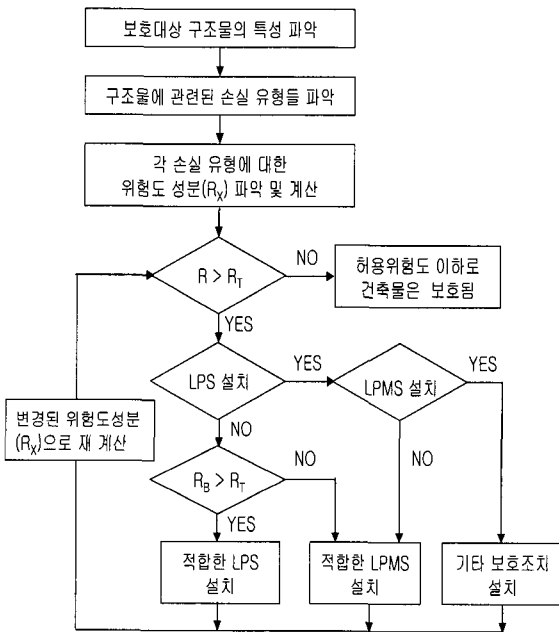 보호대상 구조물의 특성 파악
구조물에 관련된 손실 유형들 파악
각 손실 유형에 대한
위험도 성분(RX) 파악 및 계산
R > RT
NO
허용위험도 이하로
건축물은 보호됨
YES
LPS 설치
YES
LPMS 설치
YES
변경된 위험도성분
(RX)으로 재 계산
NO
NO
NO
RB > RT
YES
적합한 LPS
설치
적합한 LPMS
설치
기타 보호조치
설치